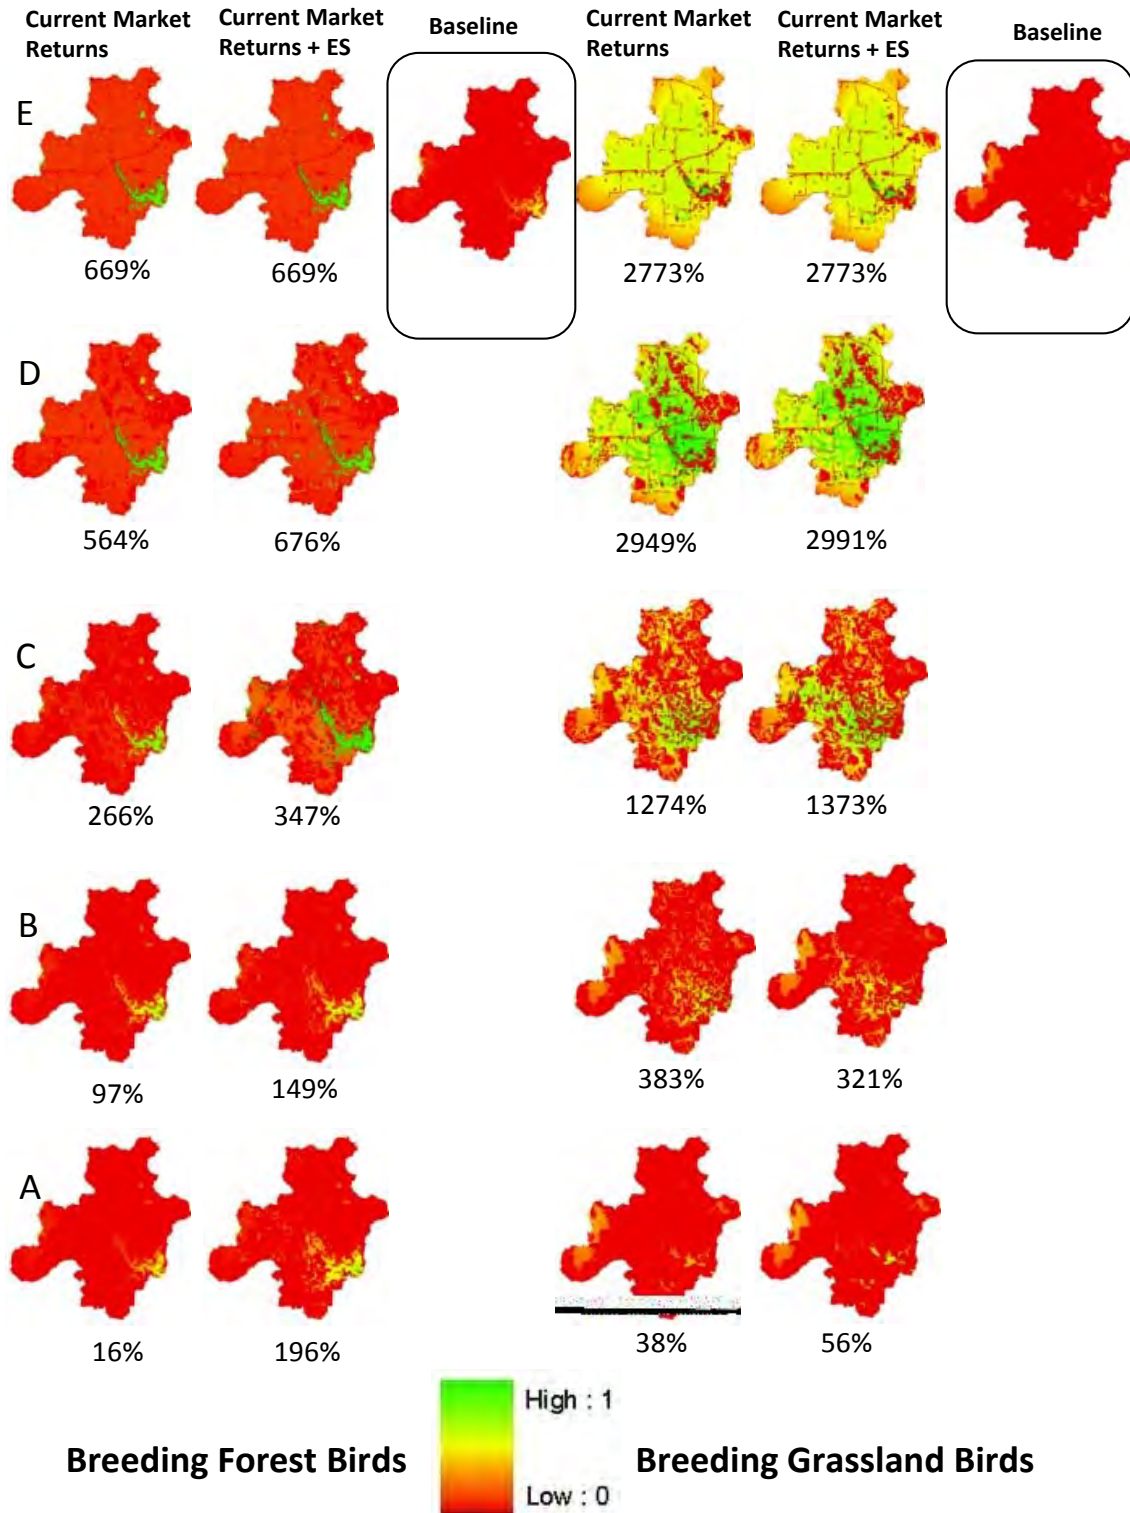 Current Market
Returns
Current Market
Returns + ES
Baseline
Current Market
Returns
Current Market
Returns + ES
Baseline
E
669%
669%
2773%
2773%
D
564%
676%
2949%
2991%
C
266%
347%
1274%
1373%
B
97%
149%
383%
321%
A
16%
196%
38%
56%
High : 1
Low : 0
Breeding Forest Birds
Breeding Grassland Birds